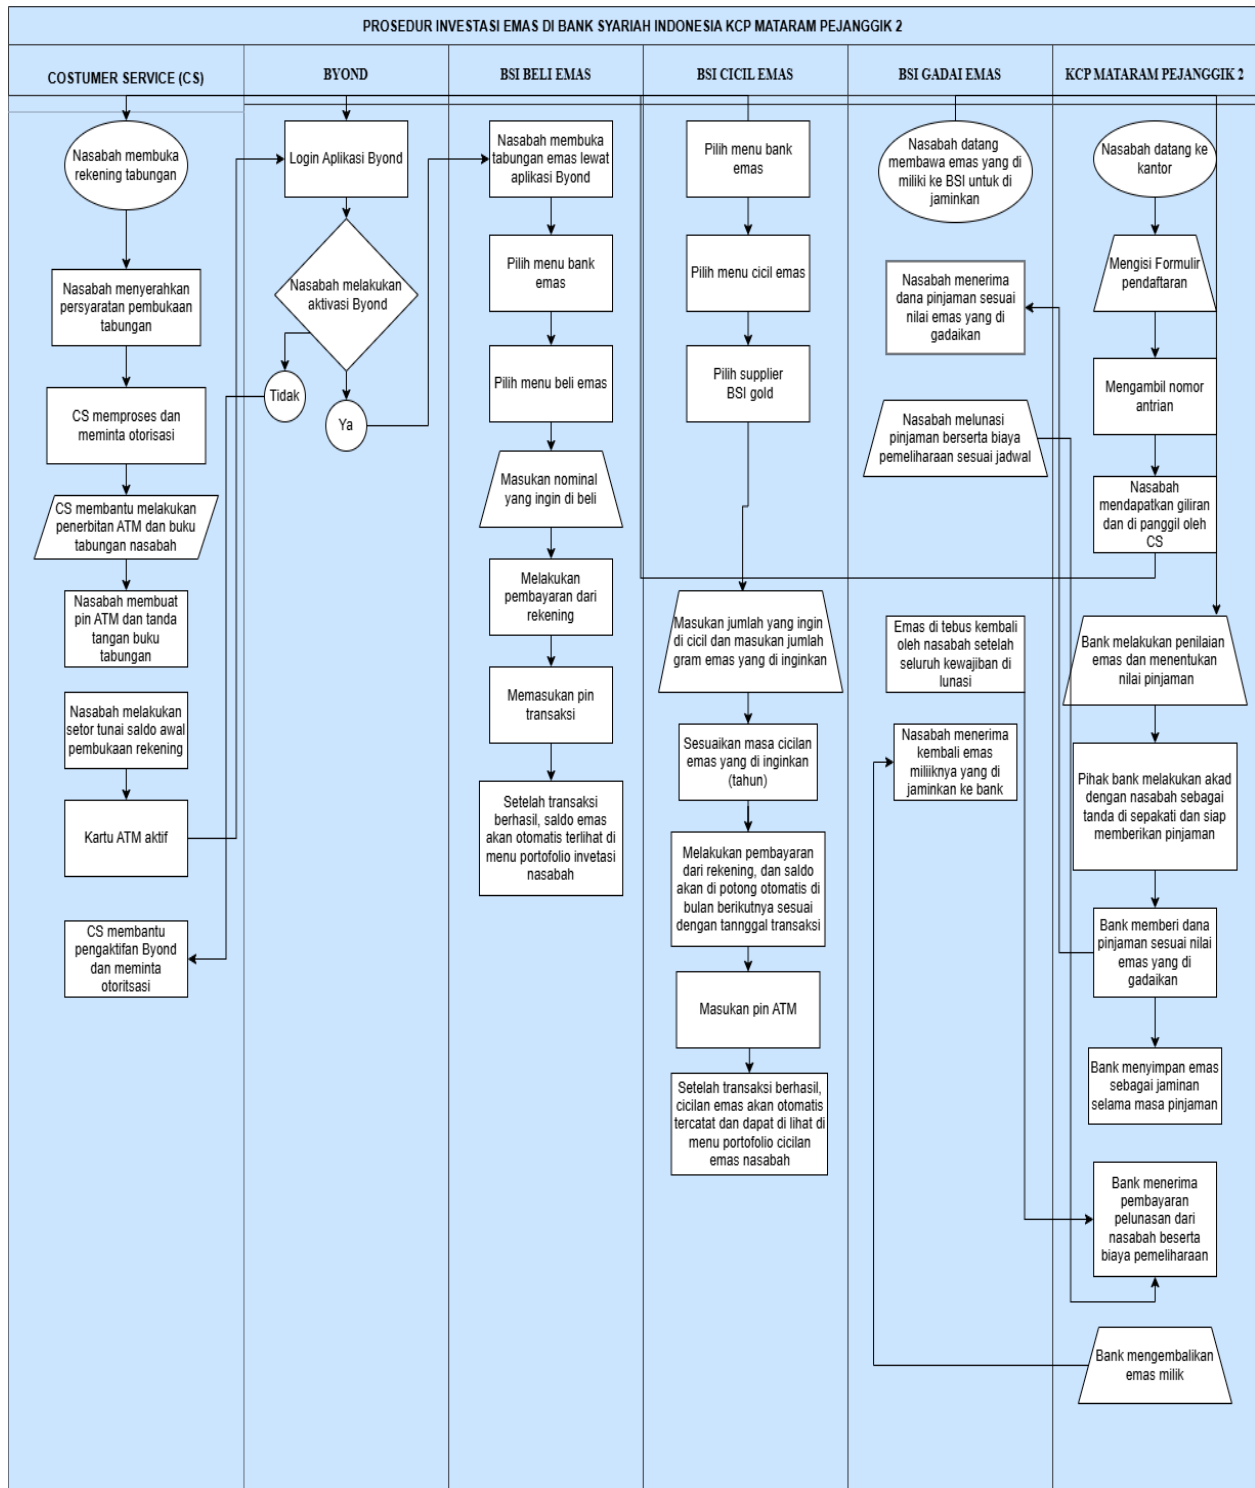 PROSEDUR INVESTASI EMAS DI BANK SYARIAH INDONESIA KCP MATARAM PEJANGGIK 2
COSTUMER SERVICE (CS)
Nasabah membuka
rekening tabungan
Nasabah menyerahkan
persyaratan pembukaan
tabungan
CS memproses dan
meminta otorisasi
CS membantu melakukan
penerbitan ATM dan buku
tabungan nasabah
Nasabah membuat
pin ATM dan tanda
tangan buku
tabungan
Nasabah melakukan
setor tunai saldo awal
pembukaan rekening
Kartu ATM aktif
CS membantu
pengaktifan Byond
dan meminta
otoritsasi
BYOND
Login Aplikasi Byond
Nasabah melakukan
aktivasi Byond
Tidak
Ya
BSI BELI EMAS
Nasabah membuka
tabungan emas lewat
aplikasi Byond
Pilih menu bank
emas
Pilih menu beli emas
Masukan nominal
yang ingin di beli
Melakukan
pembayaran dari
rekening
Memasukan pin
transaksi
Setelah transaksi
berhasil, saldo emas
akan otomatis terlihat di
menu portofolio invetasi
nasabah
BSI CICIL EMAS
Pilih menu bank
emas
Pilih menu cicil emas
Pilih supplier
BSI gold
Masukan jumlah yang ingin
di cicil dan masukan jumlah
gram emas yang di inginkan
Sesuaikan masa cicilan
emas yang di inginkan
(tahun)
Melakukan pembayaran
dari rekening, dan saldo
akan di potong otomatis di
bulan berikutnya sesuai
dengan tannggal transaksi
Masukan pin ATM
Setelah transaksi berhasil,
cicilan emas akan otomatis
tercatat dan dapat di lihat di
menu portofolio cicilan
emas nasabah
BSI GADAI EMAS
Nasabah datang
membawa emas yang di
miliki ke BSI untuk di
jaminkan
Nasabah menerima
dana pinjaman sesuai
nilai emas yang di
gadaikan
Nasabah melunasi
pinjaman berserta biaya
pemeliharaan sesuai jadwal
Emas di tebus kembali
oleh nasabah setelah
seluruh kewajiban di
lunasi
Nasabah menerima
kembali emas
miliiknya yang di
jaminkan ke bank
KCP MATARAM PEJANGGIK 2
Nasabah datang ke
kantor
Mengisi Formulir
pendaftaran
Mengambil nomor
antrian
Nasabah
mendapatkan giliran
dan di panggil oleh
CS
Bank melakukan penilaian
emas dan menentukan
nilai pinjaman
Pihak bank melakukan akad
dengan nasabah sebagai
tanda di sepakati dan siap
memberikan pinjaman
Bank memberi dana
pinjaman sesuai nilai
emas yang di
gadaikan
Bank menyimpan emas
sebagai jaminan
selama masa pinjaman
Bank menerima
pembayaran
pelunasan dari
nasabah beserta
biaya pemeliharaan
Bank mengembalikan
emas milik